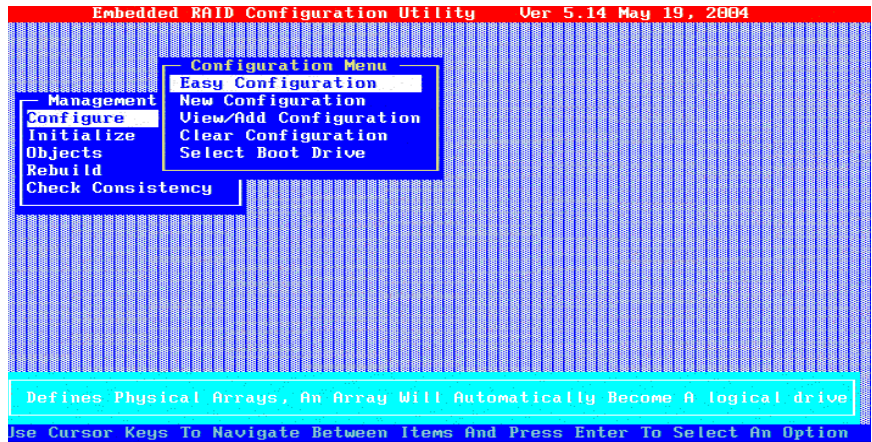 Embedded RAID Configuration Utility Ver 5.14 May 19, 2004
Configuration Menu
Easy Configuration
New Configuration
View/Add Configuration
Clear Configuration
Select Boot Drive
Management
Configure
Initialize
Objects
Rebuild
Check Consistency
Defines Physical Arrays, An Array Will Automatically Become A logical drive
Use Cursor Keys To Navigate Between Items And Press Enter To Select An Option